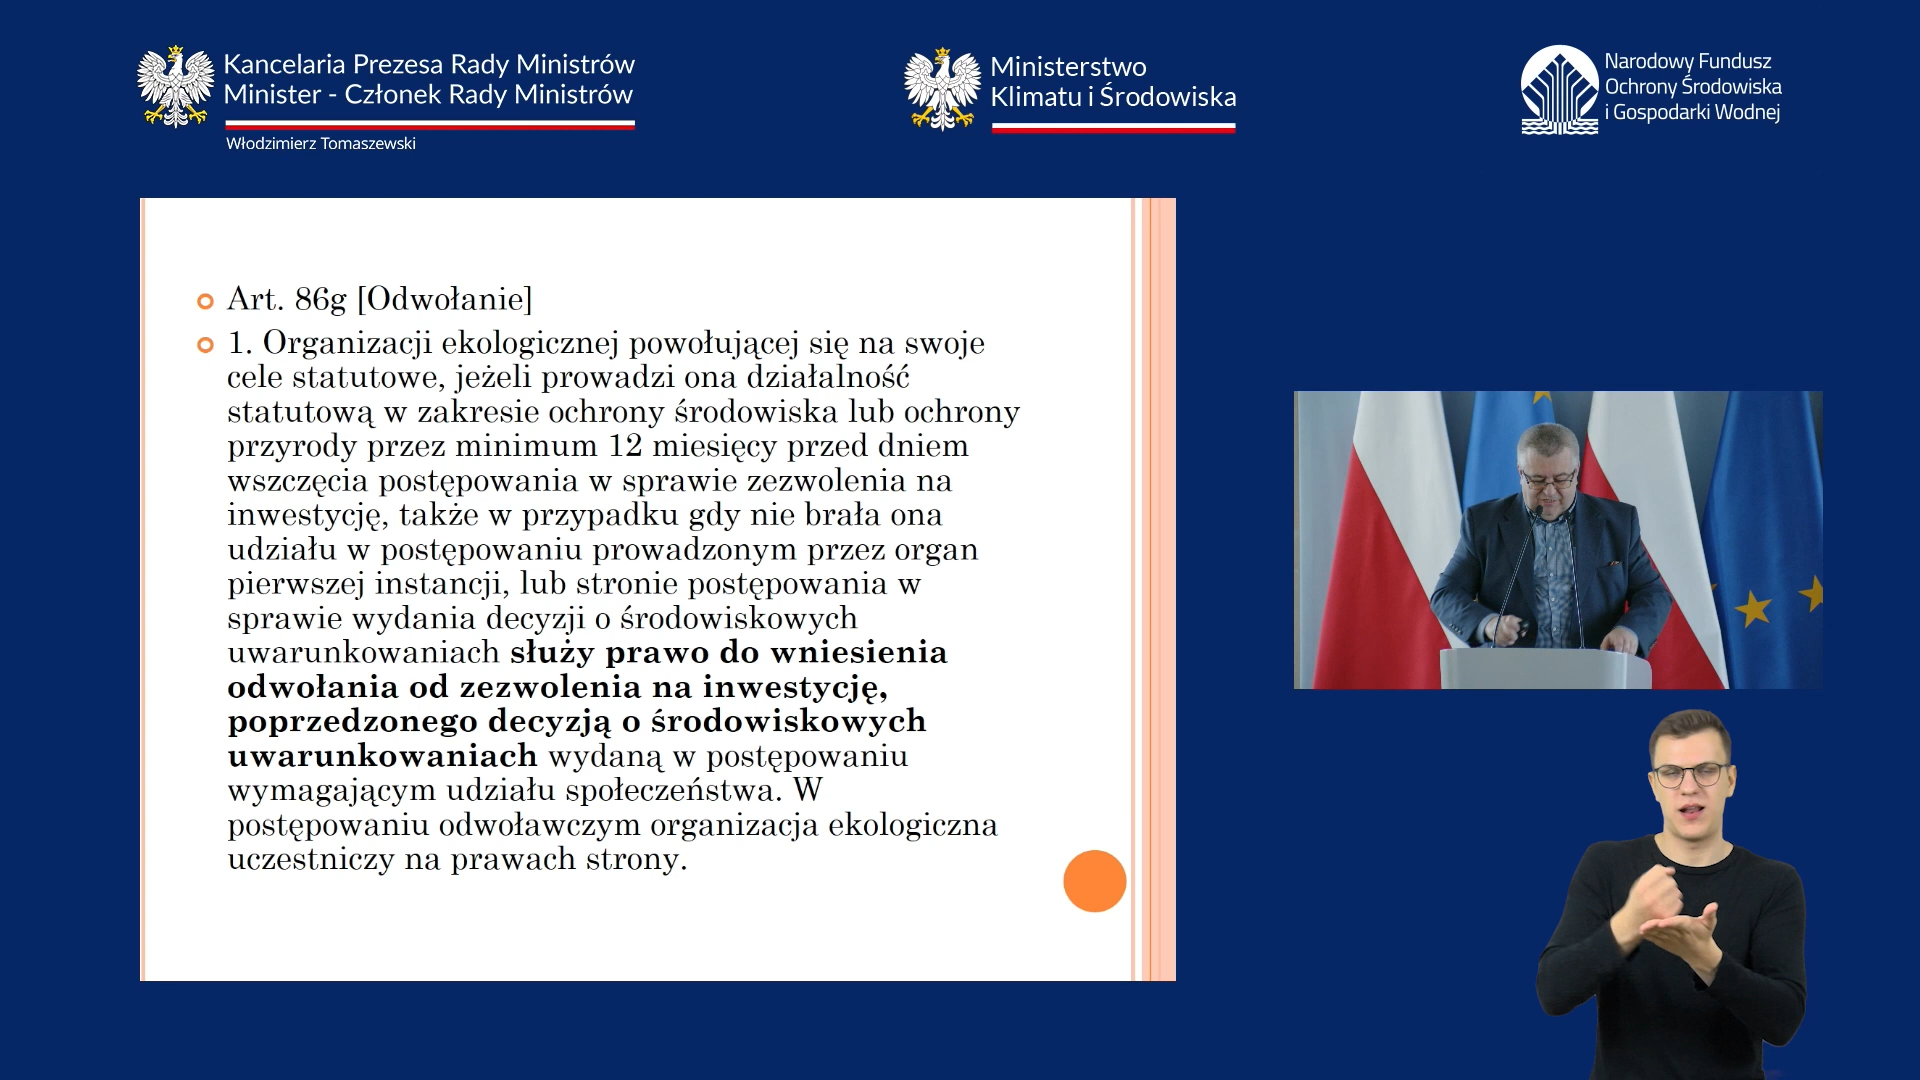 Kancelaria Prezesa Rady Ministrów
Minister - Członek Rady Ministrów
Włodzimierz Tomaszewski
Ministerstwo
Klimatu i Środowiska
Narodowy Fundusz
Ochrony Środowiska
i Gospodarki Wodnej
Art. 86g [Odwołanie]
1. Organizacji ekologicznej powołującej się na swoje
cele statutowe, jeżeli prowadzi ona działalność
statutową w zakresie ochrony środowiska lub ochrony
przyrody przez minimum 12 miesięcy przed dniem
wszczęcia postępowania w sprawie zezwolenia na
inwestycję, także w przypadku gdy nie brała ona
udziału w postępowaniu prowadzonym przez organ
pierwszej instancji, lub stronie postępowania w
sprawie wydania decyzji o środowiskowych
uwarunkowaniach służy prawo do wniesienia
odwołania od zezwolenia na inwestycję,
poprzedzonego decyzją o środowiskowych
uwarunkowaniach wydaną w postępowaniu
wymagającym udziału społeczeństwa. W
postępowaniu odwoławczym organizacja ekologiczna
uczestniczy na prawach strony.